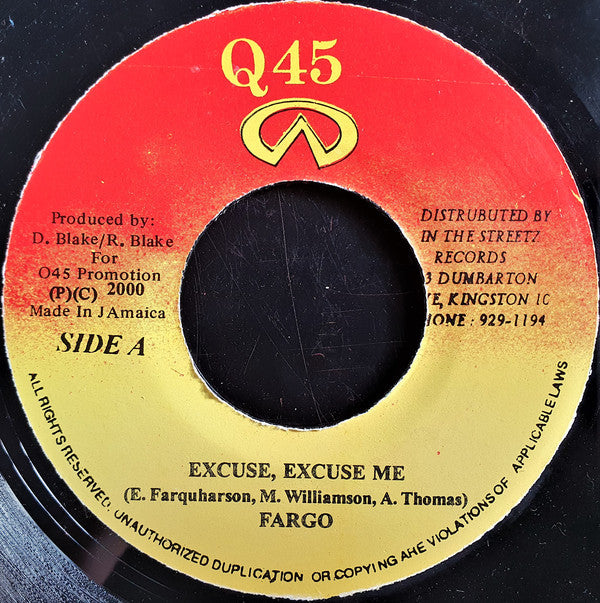 Q45
Produced by:
D. Blake/R. Blake
For
Q45 Promotion
(P)(C) 2000
Made In JAmaica
SIDE A
DISTRUBUTED BY
IN THE STREETZ
RECORDS
3 DUMBARTON
VE, KINGSTON 10
HONE : 929-1194
EXCUSE, EXCUSE ME
(E. Farquharson, M. Williamson, A. Thomas)
FARGO
ALL RIGHTS RESERVED. UNAUTHORIZED DUPLICATION OR COPYING ARE VIOLATIONS OF APPLICABLE LAWS